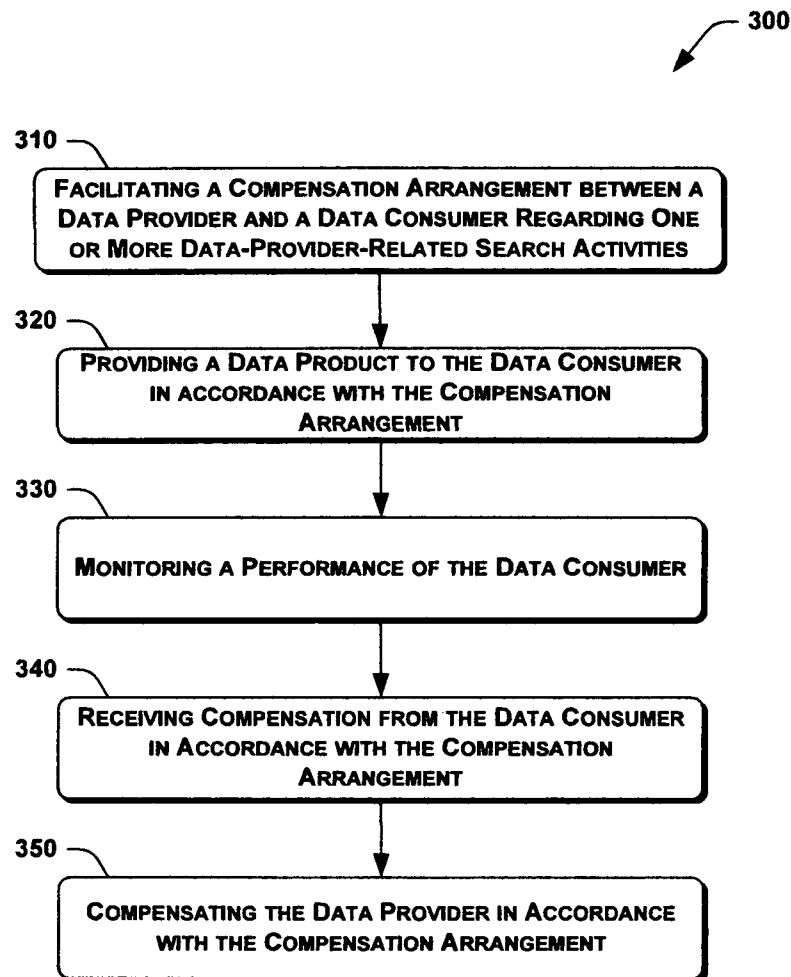 300
310
FACILITATING A COMPENSATION ARRANGEMENT BETWEEN A
DATA PROVIDER AND A DATA CONSUMER REGARDING ONE
OR MORE DATA-PROVIDER-RELATED SEARCH ACTIVITIES
320
PROVIDING A DATA PRODUCT TO THE DATA CONSUMER
IN ACCORDANCE WITH THE COMPENSATION
ARRANGEMENT
330
MONITORING A PERFORMANCE OF THE DATA CONSUMER
340
RECEIVING COMPENSATION FROM THE DATA CONSUMER
IN ACCORDANCE WITH THE COMPENSATION
ARRANGEMENT
350
COMPENSATING THE DATA PROVIDER IN ACCORDANCE
WITH THE COMPENSATION ARRANGEMENT